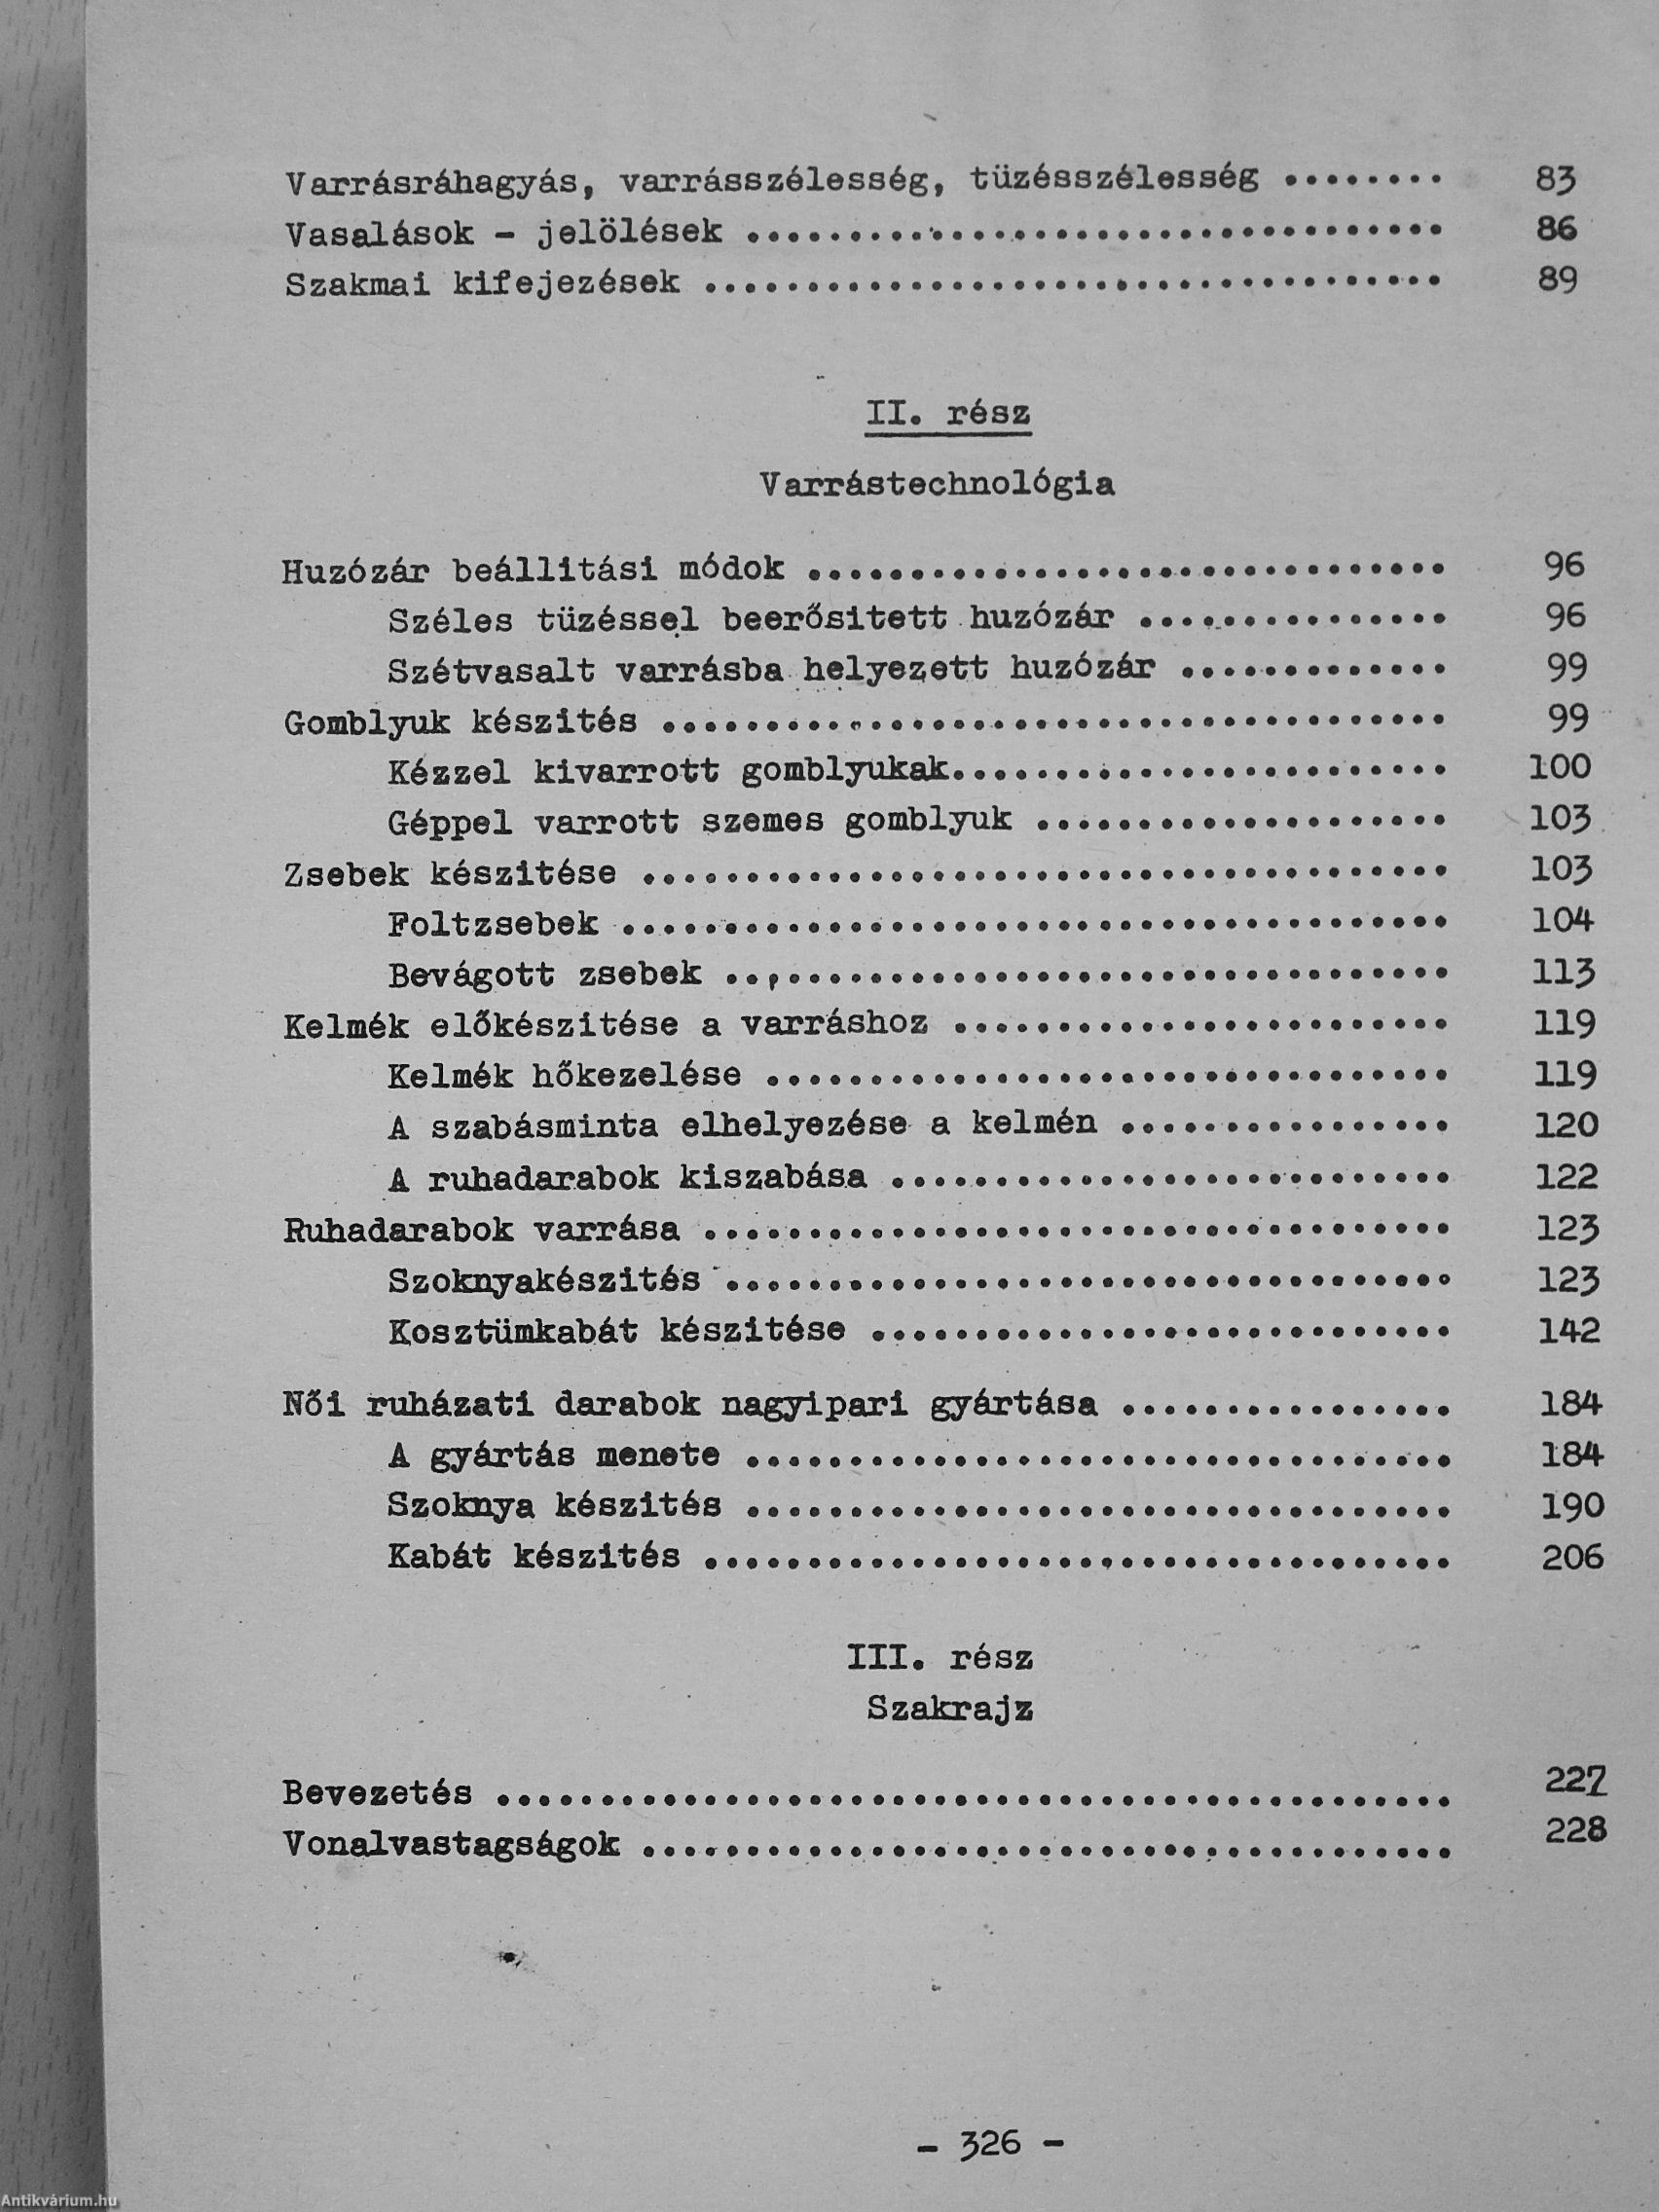 Varrásráhagyás, varrásszélesség, tüzésszélesség ........ 83
Vasalások - jelölések .................................. 86
Szakmai kifejezések .................................... 89
II. rész
Varrástechnológia
Huzózár beállitási módok ............................... 96
Széles tüzéssel beerősitett huzózár ............... 96
Szétvasalt varrásba helyezett huzózár ............. 99
Gomblyuk készités ...................................... 99
Kézzel kivarrott gomblyukak........................ 100
Géppel varrott szemes gomblyuk .................... 103
Zsebek készitése ....................................... 103
Foltzsebek ........................................ 104
Bevágott zsebek ................................... 113
Kelmék előkészitése a varráshoz ........................ 119
Kelmék hőkezelése ................................. 119
A szabásminta elhelyezése a kelmén ................ 120
A ruhadarabok kiszabása ........................... 122
Ruhadarabok varrása .................................... 123
Szoknyakészités ................................... 123
Kosztümkabát készitése ............................ 142
Női ruházati darabok nagyipari gyártása ................ 184
A gyártás menete .................................. 184
Szoknya készités .................................. 190
Kabát készités .................................... 206
III. rész
Szakrajz
Bevezetés .............................................. 227
Vonalvastagságok ....................................... 228
- 326 -
Antikvárium.hu